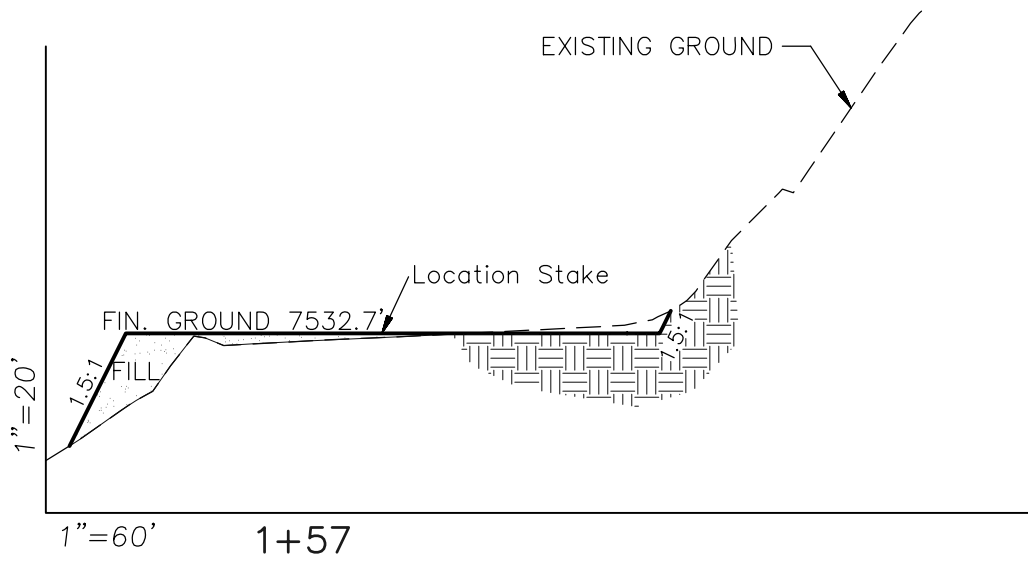 EXISTING GROUND
Location Stake
FIN. GROUND 7532.7'
1.5:1
FILL
1.5:1
1"=20'
1"=60'
1+57